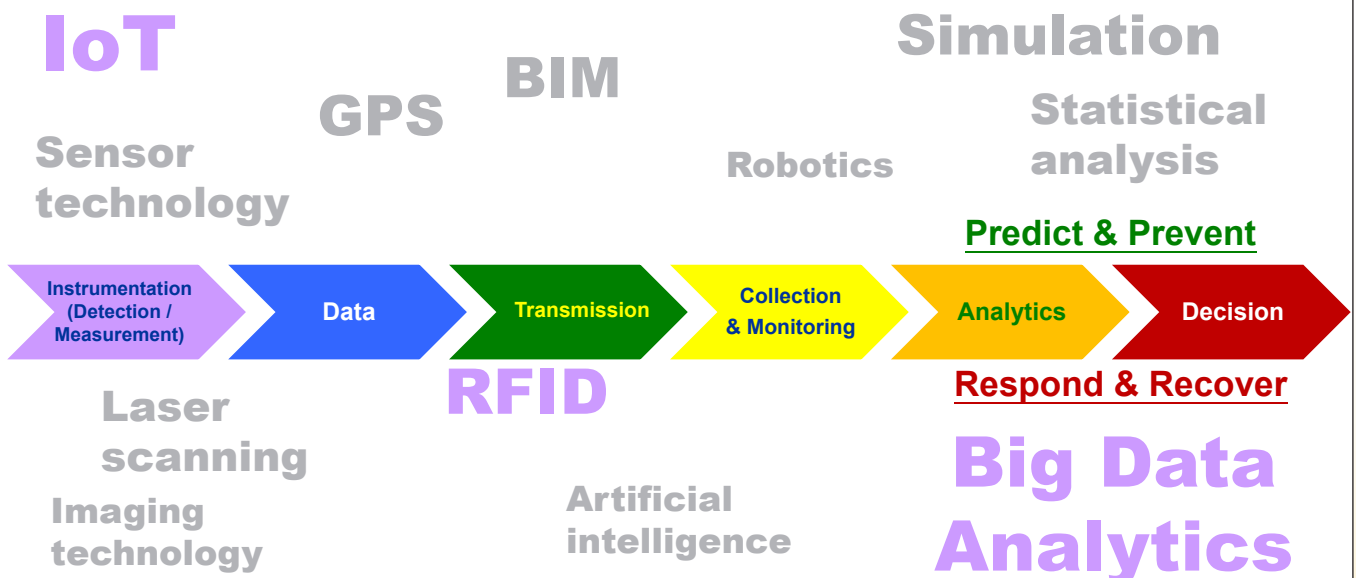 IoT
Simulation
BIM
GPS
Statistical
analysis
Sensor
technology
Robotics
Predict & Prevent
Instrumentation
(Detection /
Measurement)
Data
Transmission
Collection
& Monitoring
Analytics
Decision
RFID
Respond & Recover
Laser
scanning
Big Data
Analytics
Imaging
technology
Artificial
intelligence